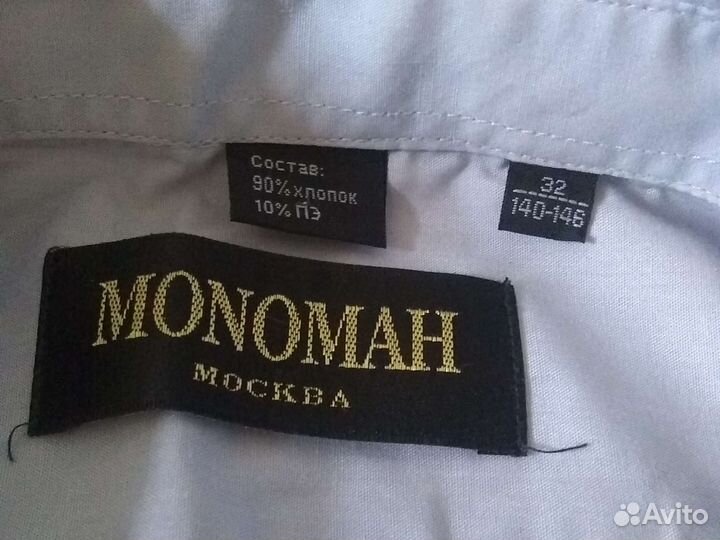 Состав:
90% хлопок
10% ПЭ
32
140-146
MONOMAH
МОСКВА
Avito